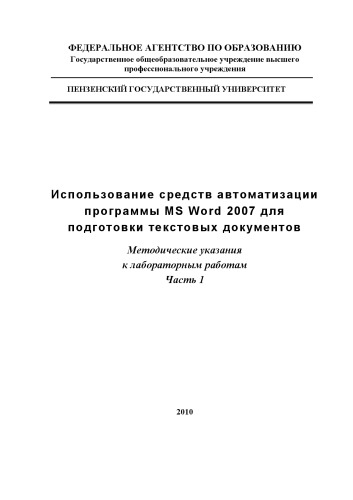 ФЕДЕРАЛЬНОЕ АГЕНТСТВО ПО ОБРАЗОВАНИЮ
Государственное общеобразовательное учреждение высшего
профессионального учреждения
ПЕНЗЕНСКИЙ ГОСУДАРСТВЕННЫЙ УНИВЕРСИТЕТ
Использование средств автоматизации
программы MS Word 2007 для
подготовки текстовых документов
Методические указания
к лабораторным работам
Часть 1
2010